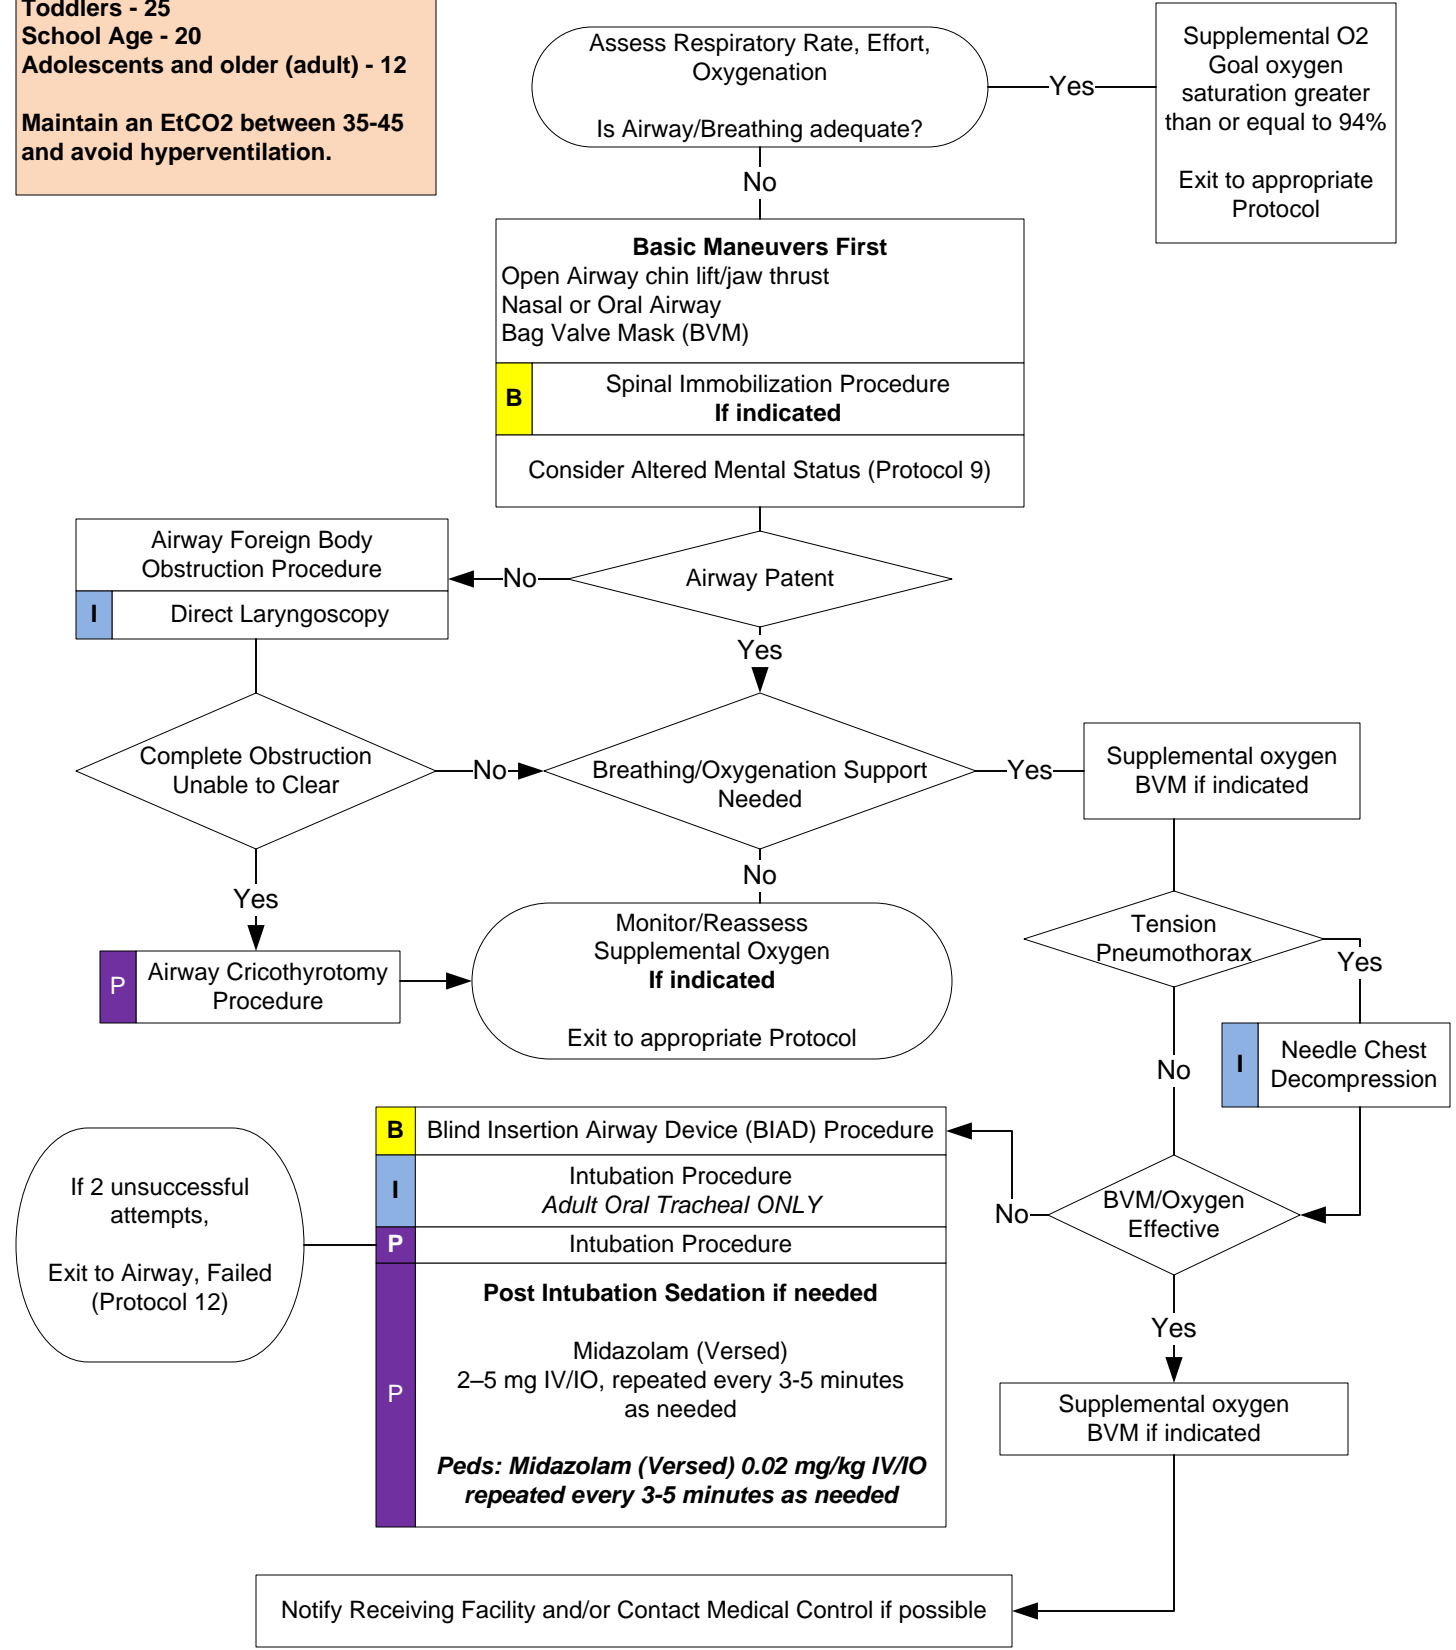 Toddlers - 25
School Age - 20
Adolescents and older (adult) - 12
Maintain an EtCO2 between 35-45
and avoid hyperventilation.
Assess Respiratory Rate, Effort,
Oxygenation
Is Airway/Breathing adequate?
Yes
Supplemental O2
Goal oxygen
saturation greater
than or equal to 94%
Exit to appropriate
Protocol
No
Basic Maneuvers First
Open Airway chin lift/jaw thrust
Nasal or Oral Airway
Bag Valve Mask (BVM)
B
Spinal Immobilization Procedure
If indicated
Consider Altered Mental Status (Protocol 9)
Airway Patent
No
Airway Foreign Body
Obstruction Procedure
I
Direct Laryngoscopy
Yes
Complete Obstruction
Unable to Clear
No
Breathing/Oxygenation Support
Needed
Yes
Supplemental oxygen
BVM if indicated
Yes
No
P
Airway Cricothyrotomy
Procedure
Monitor/Reassess
Supplemental Oxygen
If indicated
Exit to appropriate Protocol
Tension
Pneumothorax
Yes
No
I
Needle Chest
Decompression
BVM/Oxygen
Effective
No
B
Blind Insertion Airway Device (BIAD) Procedure
I
Intubation Procedure
Adult Oral Tracheal ONLY
P
Intubation Procedure
If 2 unsuccessful
attempts,
Exit to Airway, Failed
(Protocol 12)
P
Post Intubation Sedation if needed
Midazolam (Versed)
2–5 mg IV/IO, repeated every 3-5 minutes
as needed
Peds: Midazolam (Versed) 0.02 mg/kg IV/IO
repeated every 3-5 minutes as needed
Yes
Supplemental oxygen
BVM if indicated
Notify Receiving Facility and/or Contact Medical Control if possible